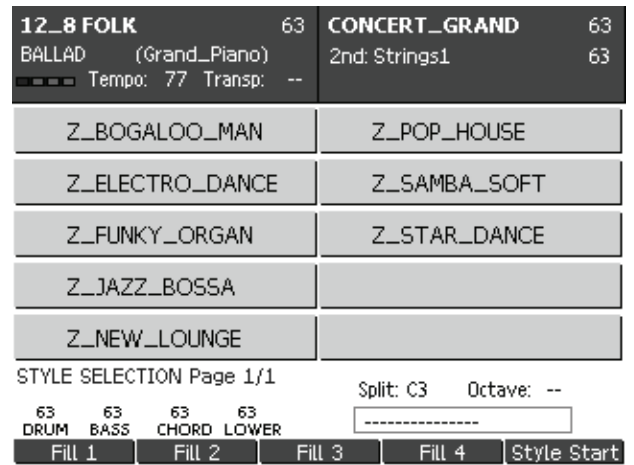 12_8 FOLK 63 CONCERT_GRAND 63
BALLAD (Grand_Piano) 2nd: Strings1 63
Tempo: 77 Transp: --
Z_BOGALOO_MAN Z_POP_HOUSE
Z_ELECTRO_DANCE Z_SAMBA_SOFT
Z_FUNKY_ORGAN Z_STAR_DANCE
Z_JAZZ_BOSSA
Z_NEW_LOUNGE
STYLE SELECTION Page 1/1
Split: C3 Octave: --
63 63 63 63
DRUM BASS CHORD LOWER ---------------
Fill 1 Fill 2 Fill 3 Fill 4 Style Start